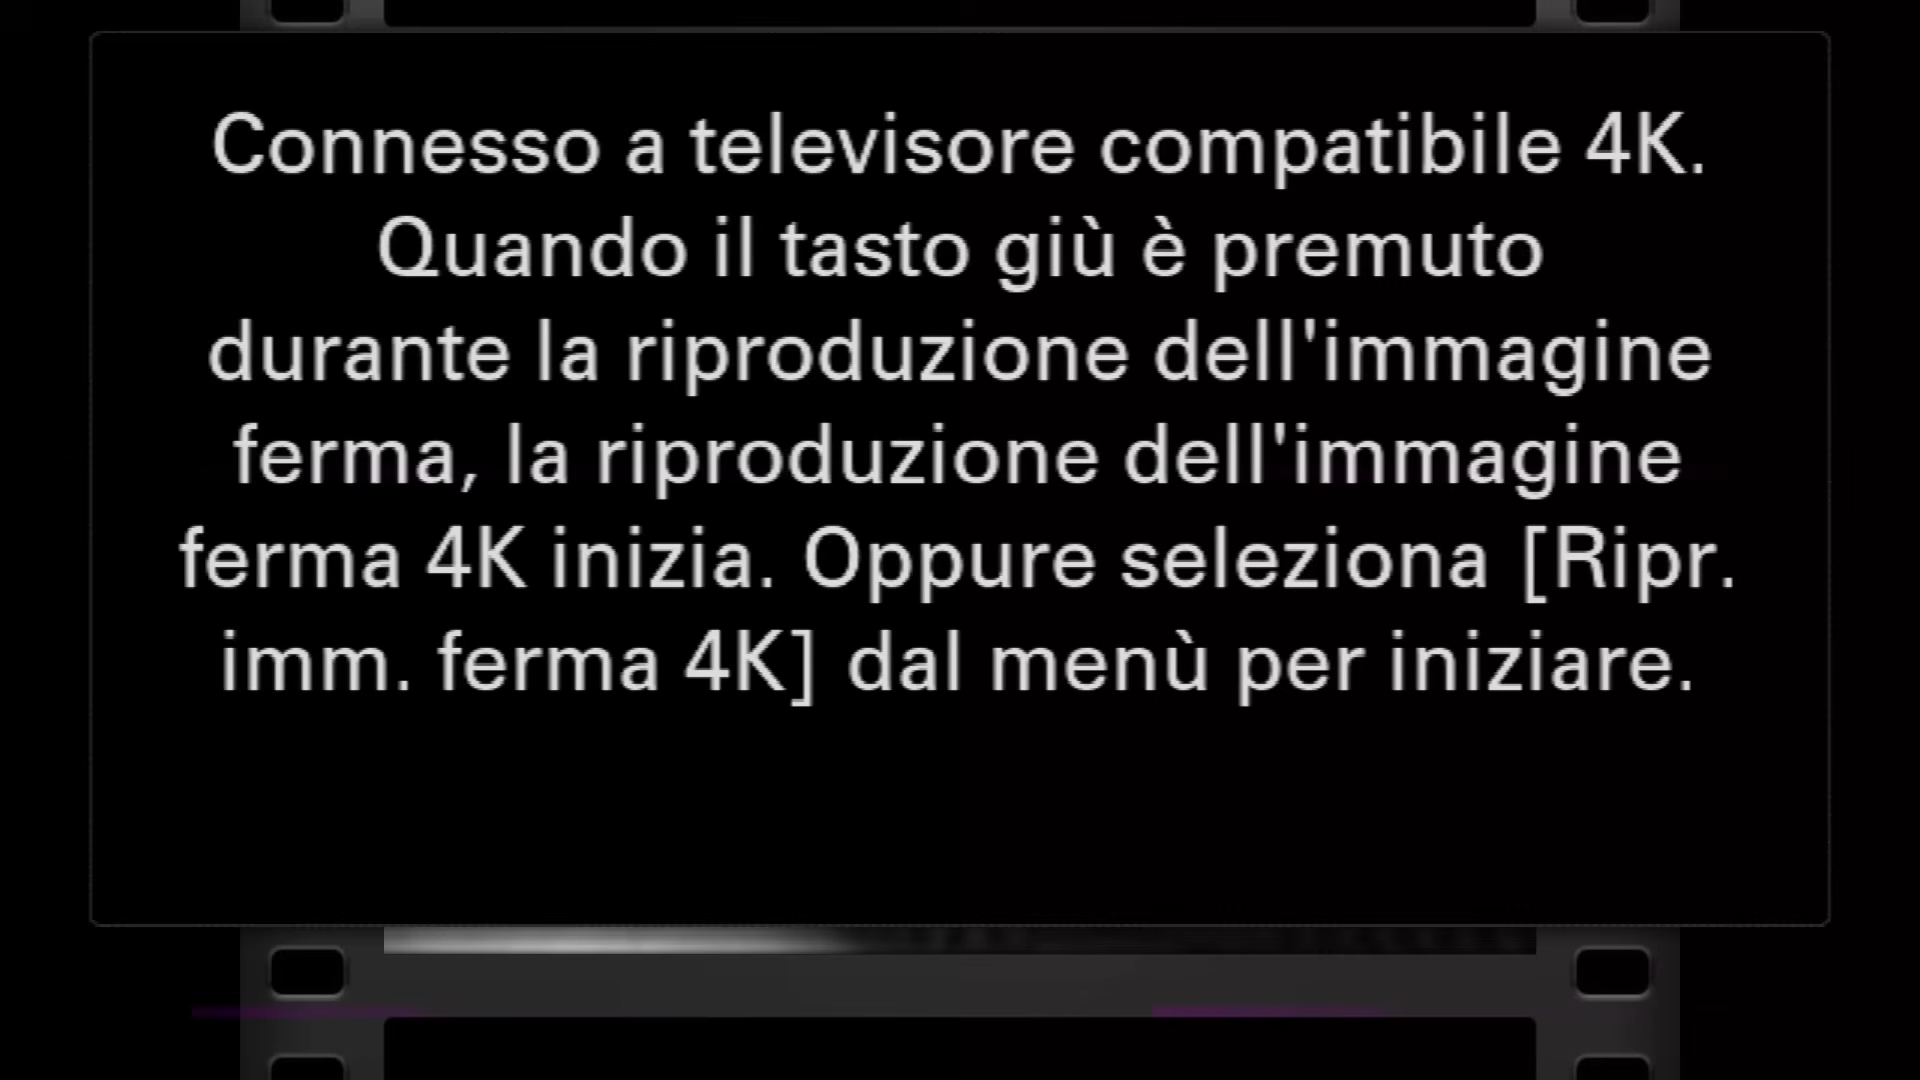 Connesso a televisore compatibile 4K.
Quando il tasto giù è premuto
durante la riproduzione dell'immagine
ferma, la riproduzione dell'immagine
ferma 4K inizia. Oppure seleziona [Ripr.
imm. ferma 4K] dal menù per iniziare.